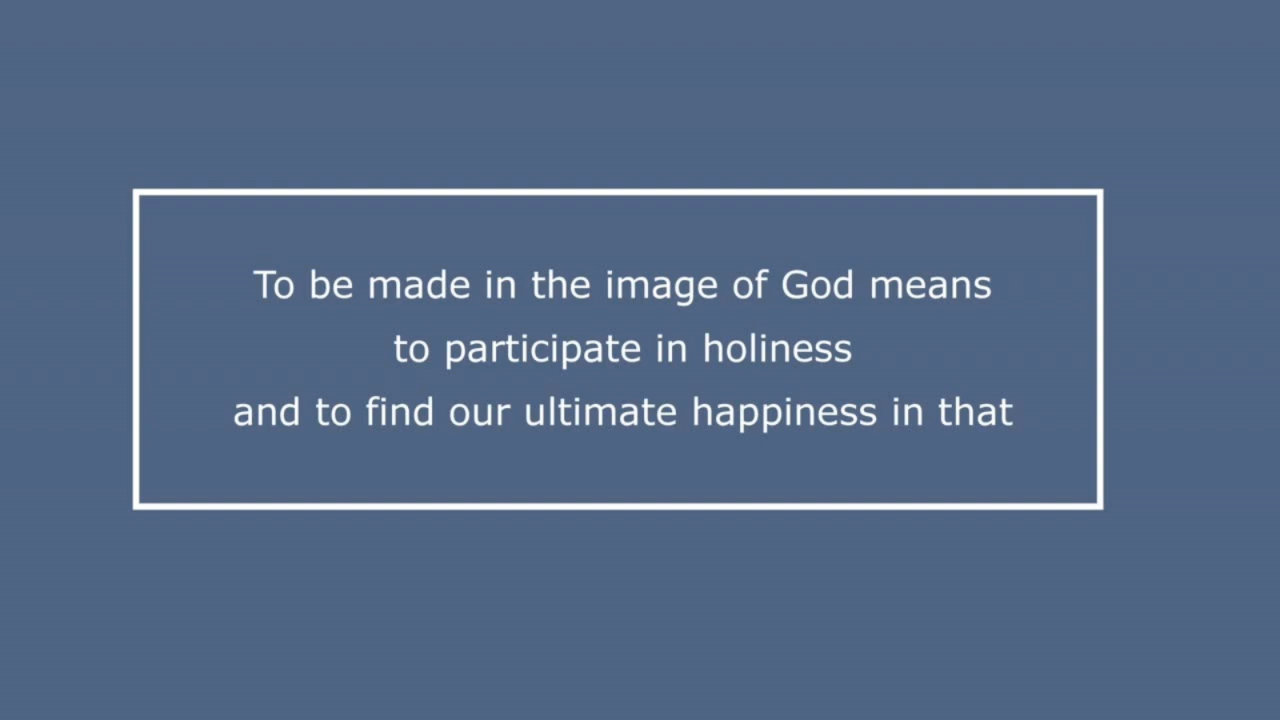 To be made in the image of God means
to participate in holiness
and to find our ultimate happiness in that